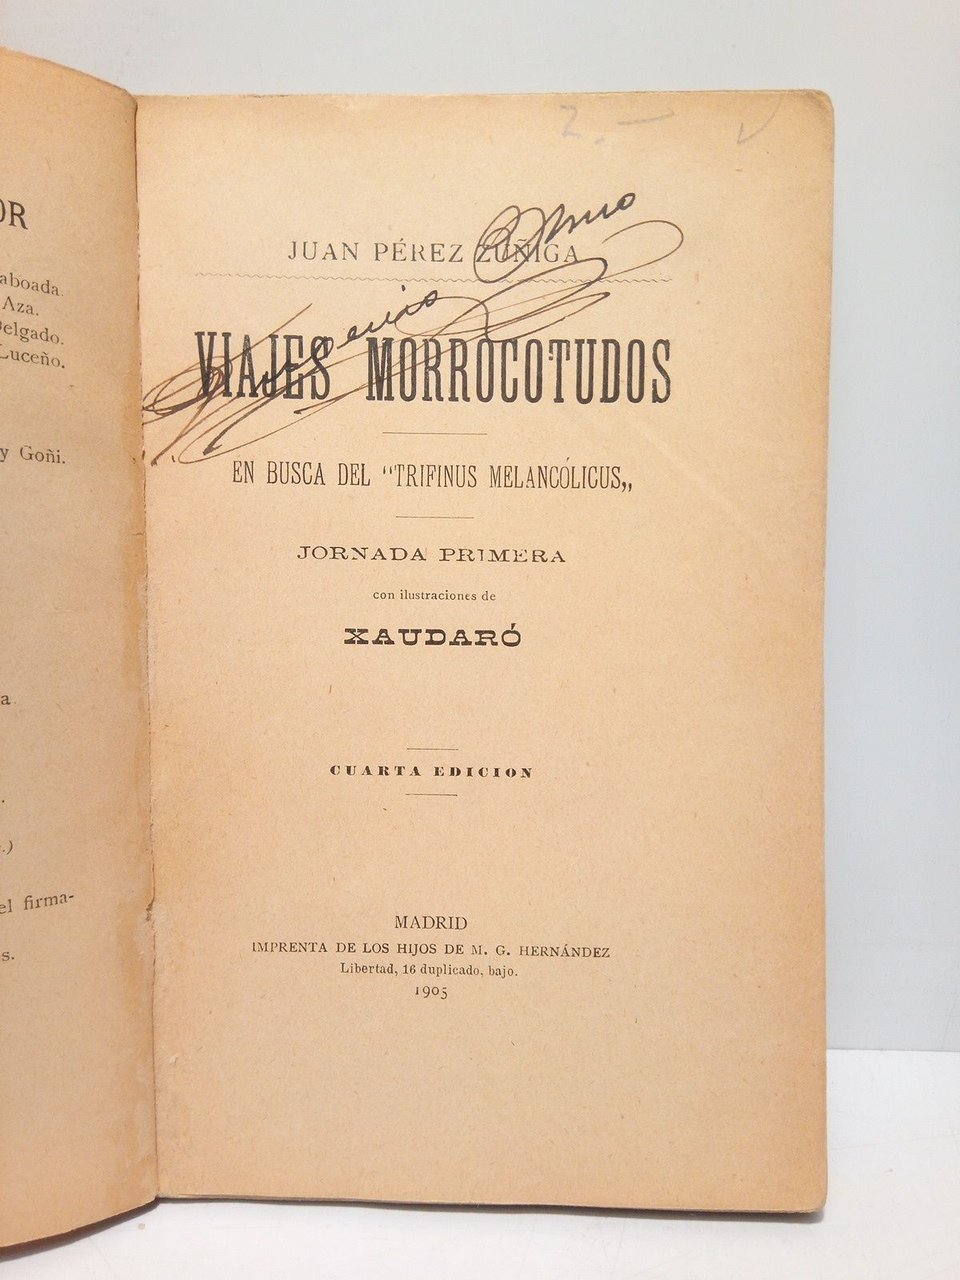 OR
aboada.
Aza.
Delgado.
Luceño.
y Goñi.
a
.)
el firma-
s.
2.—
JUAN PÉREZ ZÚÑIGA
VIAJES MORROCOTUDOS
EN BUSCA DEL “TRIFINUS MELANCÓLICUS„
JORNADA PRIMERA
con ilustraciones de
XAUDARÓ
CUARTA EDICION
MADRID
IMPRENTA DE LOS HIJOS DE M. G. HERNÁNDEZ
Libertad, 16 duplicado, bajo.
1905